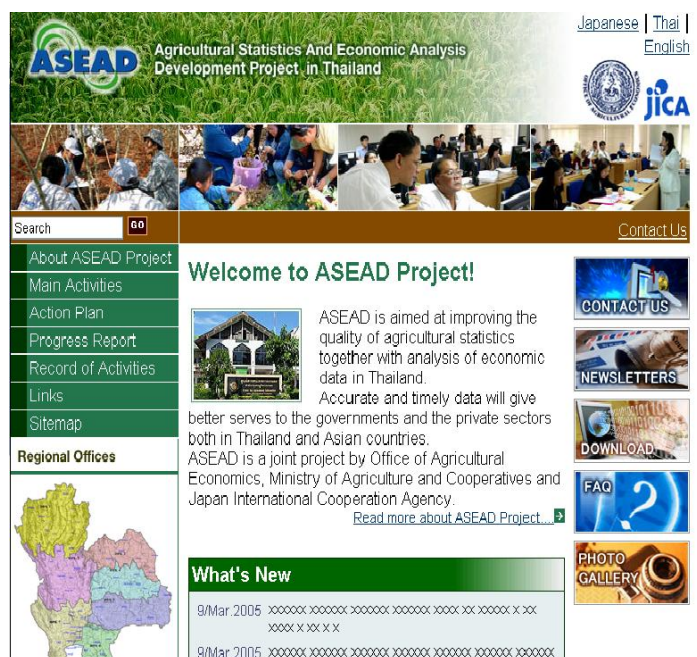 Japanese | Thai |
English
ASEAD
Agricultural Statistics And Economic Analysis
Development Project in Thailand
jICA
Search GO
Contact Us
About ASEAD Project
Main Activities
Action Plan
Progress Report
Record of Activities
Links
Sitemap
Regional Offices
Welcome to ASEAD Project!
ASEAD is aimed at improving the
quality of agricultural statistics
together with analysis of economic
data in Thailand.
Accurate and timely data will give
better serves to the governments and the private sectors
both in Thailand and Asian countries.
ASEAD is a joint project by Office of Agricultural
Economics, Ministry of Agriculture and Cooperatives and
Japan International Cooperation Agency.
Read more about ASEAD Project....
What's New
9/Mar.2005 xxxxxx xxxxxx xxxxxx xxxxxx xxxx xx xxxxx x xx
xxxx x xx x x
9/Mar.2005 xxxxxx xxxxxx xxxxxx xxxxxx xxxxxx xxxxxx
CONTACT US
NEWSLETTERS
DOWNLOAD
FAQ
PHOTO
GALLERY